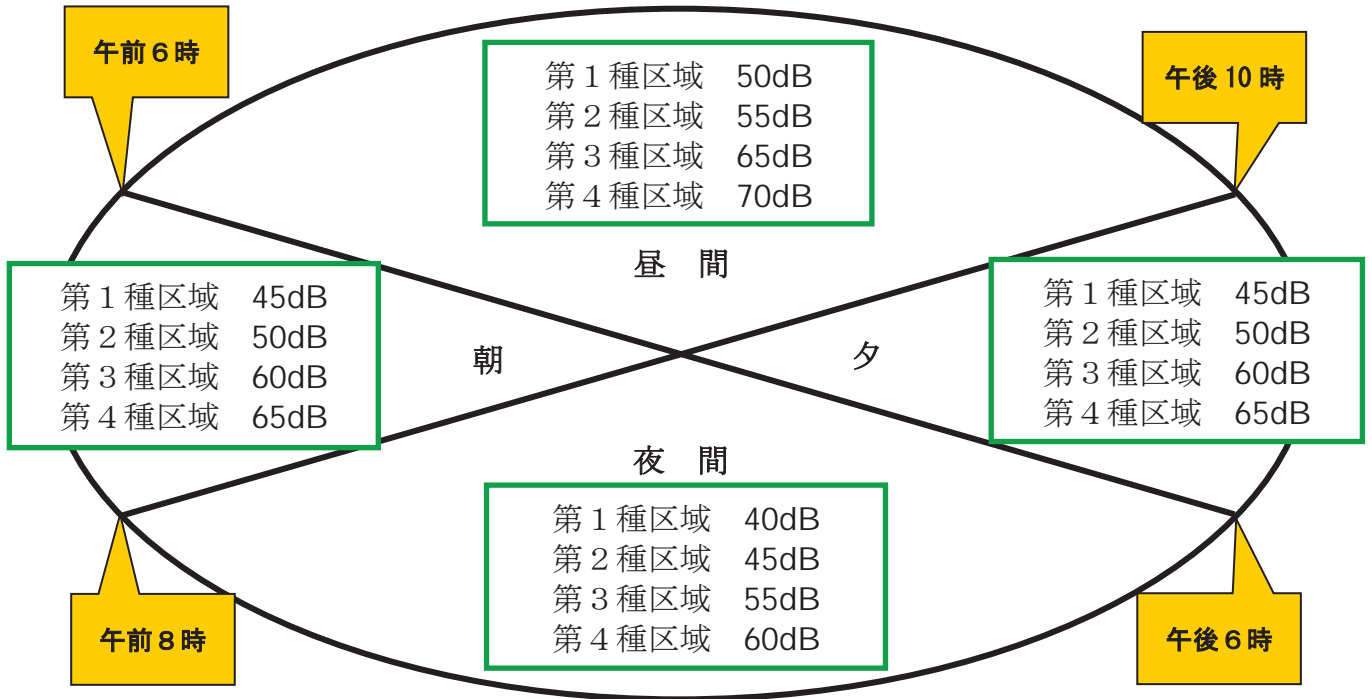 午前６時
第１種区域　50dB
第２種区域　55dB
第３種区域　65dB
第４種区域　70dB
午後 10 時
昼　間
第１種区域　45dB
第２種区域　50dB
第３種区域　60dB
第４種区域　65dB
朝
夕
第１種区域　45dB
第２種区域　50dB
第３種区域　60dB
第４種区域　65dB
夜　間
第１種区域　40dB
第２種区域　45dB
第３種区域　55dB
第４種区域　60dB
午前８時
午後６時